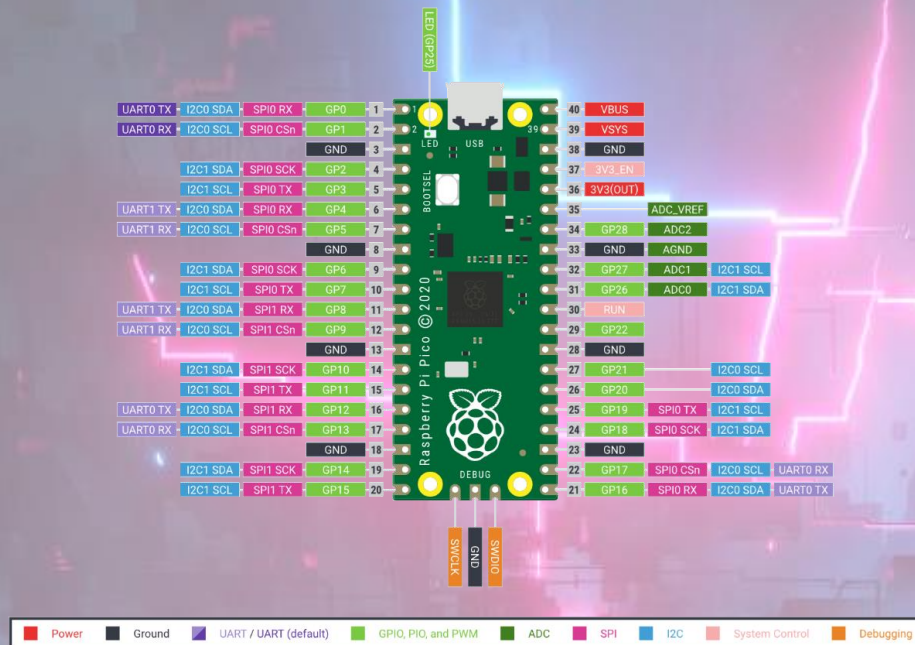 LED (GP25)
UART0 TX I2C0 SDA SPI0 RX GP0 1 1 40 VBUS
UART0 RX I2C0 SCL SPI0 CSn GP1 2 2 39 39 VSYS
LED USB
GND 3 38 GND
I2C1 SDA SPI0 SCK GP2 4 37 3V3_EN
I2C1 SCL SPI0 TX GP3 5 36 3V3(OUT)
UART1 TX I2C0 SDA SPI0 RX GP4 6 35 ADC_VREF
BOOTSEL
UART1 RX I2C0 SCL SPI0 CSn GP5 7 34 GP28 ADC2
GND 8 33 GND AGND
I2C1 SDA SPI0 SCK GP6 9 32 GP27 ADC1 I2C1 SCL
I2C1 SCL SPI0 TX GP7 10 31 GP26 ADC0 I2C1 SDA
UART1 TX I2C0 SDA SPI1 RX GP8 11 30 RUN
UART1 RX I2C0 SCL SPI1 CSn GP9 12 29 GP22
GND 13 28 GND
I2C1 SDA SPI1 SCK GP10 14 27 GP21 I2C0 SCL
I2C1 SCL SPI1 TX GP11 15 26 GP20 I2C0 SDA
UART0 TX I2C0 SDA SPI1 RX GP12 16 25 GP19 SPI0 TX I2C1 SCL
UART0 RX I2C0 SCL SPI1 CSn GP13 17 24 GP18 SPI0 SCK I2C1 SDA
GND 18 23 GND
I2C1 SDA SPI1 SCK GP14 19 22 GP17 SPI0 CSn I2C0 SCL UART0 RX
I2C1 SCL SPI1 TX GP15 20 21 GP16 SPI0 RX I2C0 SDA UART0 TX
Raspberry Pi Pico © 2020
DEBUG
SWCLK GND SWDIO
Power Ground UART / UART (default) GPIO, PIO, and PWM ADC SPI I2C System Control Debugging